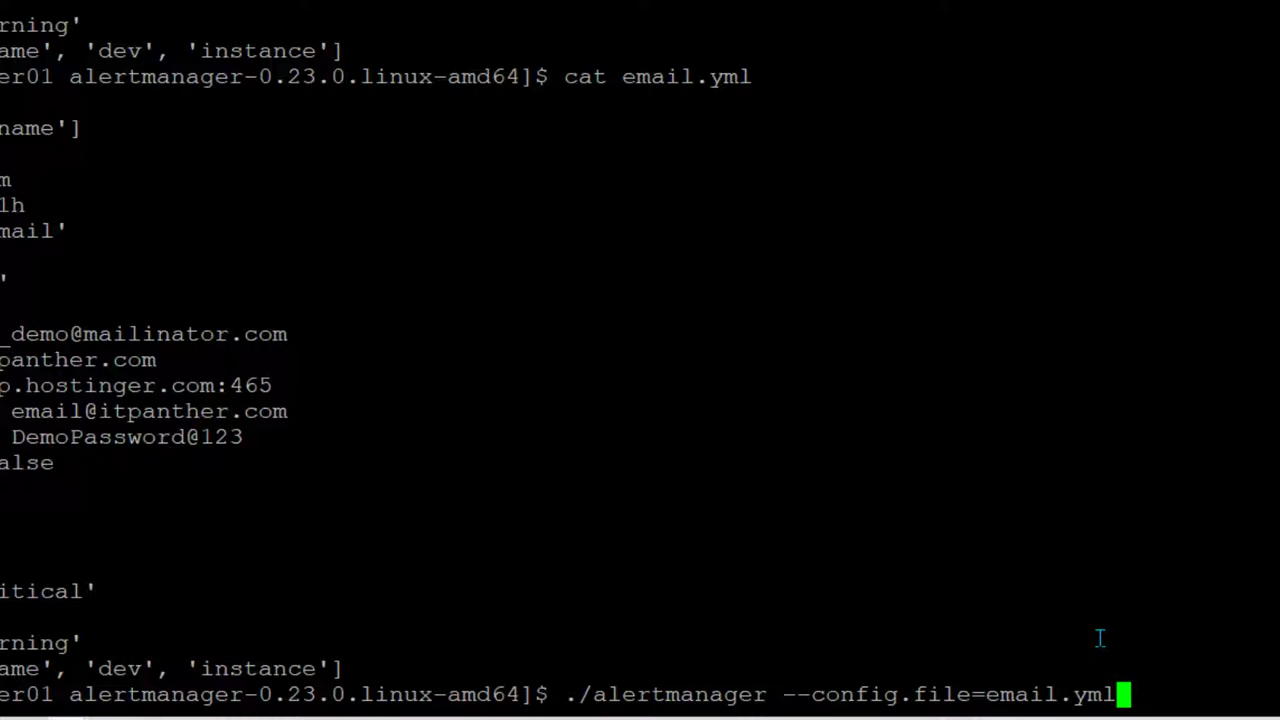 rning'
ame', 'dev', 'instance']
er01 alertmanager-0.23.0.linux-amd64]$ cat email.yml
name']
m
lh
mail'
'
_demo@mailinator.com
panther.com
p.hostinger.com:465
email@itpanther.com
DemoPassword@123
alse
itical'
rning'
ame', 'dev', 'instance']
er01 alertmanager-0.23.0.linux-amd64]$ ./alertmanager --config.file=email.yml